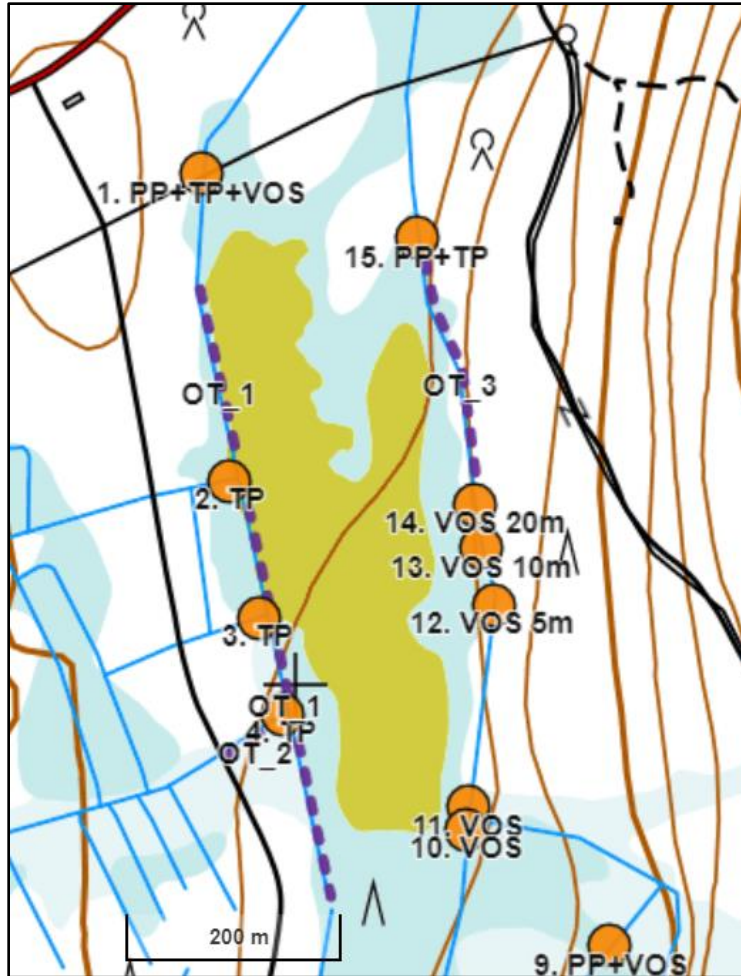 1. PP+TP+VOS
15. PP+TP
OT_1
OT_3
2. TP
14. VOS 20m
13. VOS 10m
12. VOS 5m
3. TP
OT_1
4. TP
OT_2
11. VOS
10. VOS
200 m
9. PP+VOS